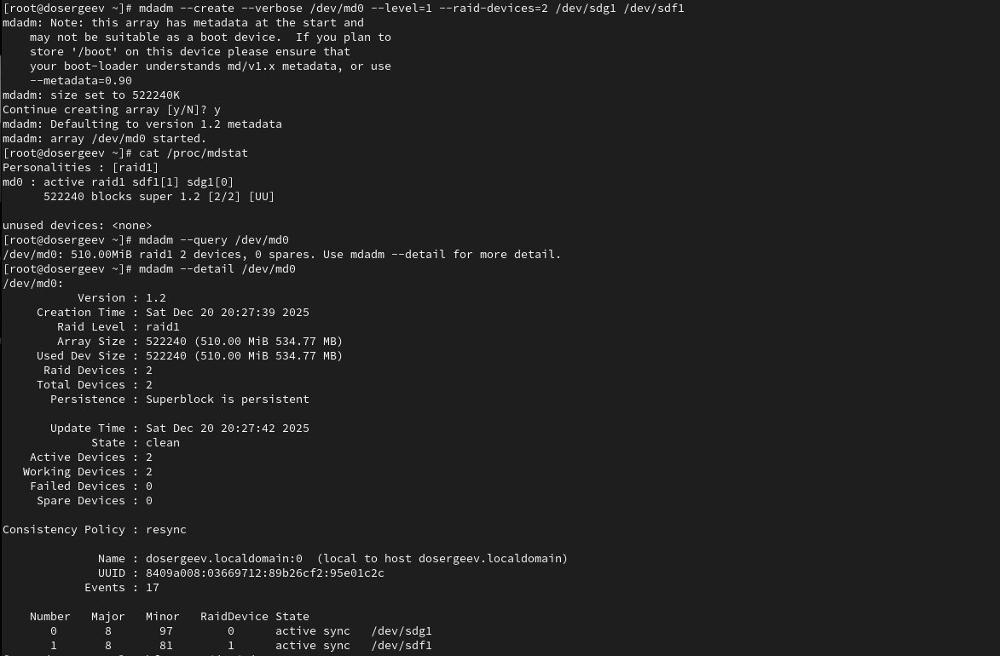 [root@dosergeev ~]# mdadm --create --verbose /dev/md0 --level=1 --raid-devices=2 /dev/sdg1 /dev/sdf1
mdadm: Note: this array has metadata at the start and
    may not be suitable as a boot device.  If you plan to
    store '/boot' on this device please ensure that
    your boot-loader understands md/v1.x metadata, or use
    --metadata=0.90
mdadm: size set to 522240K
Continue creating array [y/N]? y
mdadm: Defaulting to version 1.2 metadata
mdadm: array /dev/md0 started.
[root@dosergeev ~]# cat /proc/mdstat
Personalities : [raid1]
md0 : active raid1 sdf1[1] sdg1[0]
      522240 blocks super 1.2 [2/2] [UU]

unused devices: <none>
[root@dosergeev ~]# mdadm --query /dev/md0
/dev/md0: 510.00MiB raid1 2 devices, 0 spares. Use mdadm --detail for more detail.
[root@dosergeev ~]# mdadm --detail /dev/md0
/dev/md0:
           Version : 1.2
     Creation Time : Sat Dec 20 20:27:39 2025
        Raid Level : raid1
        Array Size : 522240 (510.00 MiB 534.77 MB)
     Used Dev Size : 522240 (510.00 MiB 534.77 MB)
      Raid Devices : 2
     Total Devices : 2
       Persistence : Superblock is persistent

       Update Time : Sat Dec 20 20:27:42 2025
             State : clean
    Active Devices : 2
   Working Devices : 2
    Failed Devices : 0
     Spare Devices : 0

Consistency Policy : resync

              Name : dosergeev.localdomain:0  (local to host dosergeev.localdomain)
              UUID : 8409a008:03669712:89b26cf2:95e01c2c
            Events : 17

    Number   Major   Minor   RaidDevice State
       0       8       97        0      active sync   /dev/sdg1
       1       8       81        1      active sync   /dev/sdf1